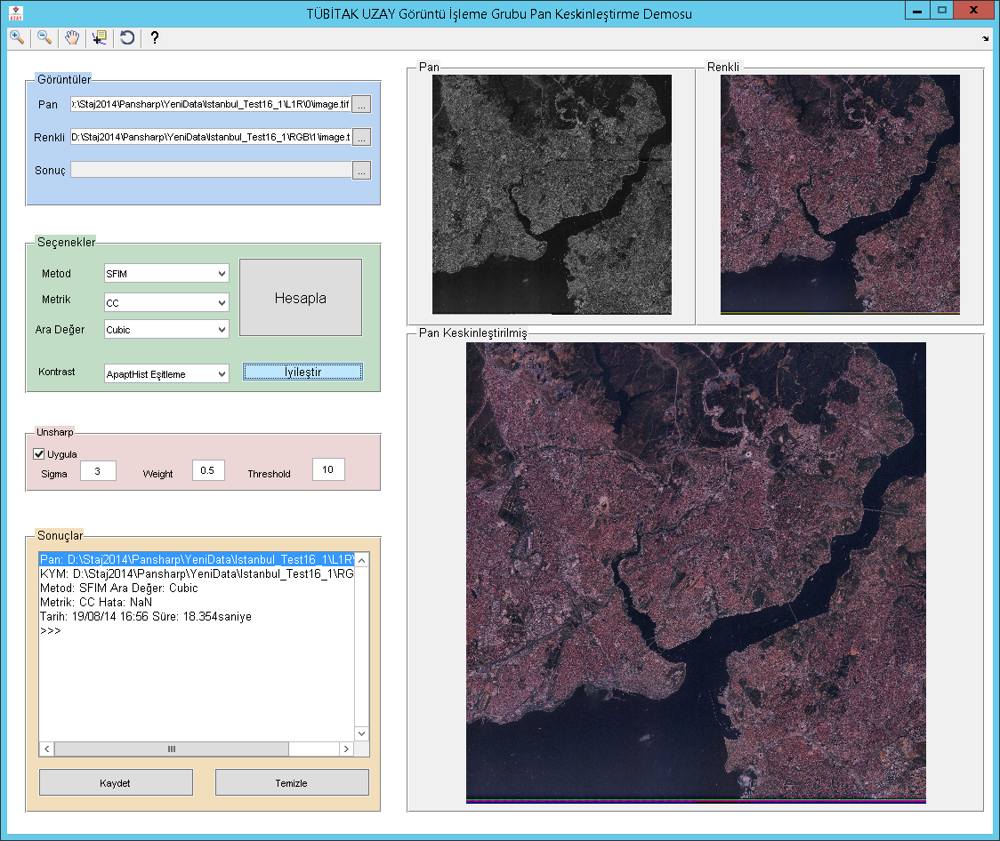 TÜBİTAK UZAY Görüntü İşleme Grubu Pan Keskinleştirme Demosu
Görüntüler
Pan
):\Staj2014\Pansharp\YeniData\Istanbul_Test16_1\L1R\0\image.tif
...
Renkli
D:\Staj2014\Pansharp\YeniData\Istanbul_Test16_1\RGB\1\image.t
...
Sonuç
...
Seçenekler
Metod
SFIM
Metrik
CC
Ara Değer
Cubic
Hesapla
Kontrast
ApaptHist Eşitleme
İyileştir
Unsharp
Uygula
Sigma
3
Weight
0.5
Threshold
10
Sonuçlar
Pan: D:\Staj2014\Pansharp\YeniData\Istanbul_Test16_1\L1R\
KYM: D:\Staj2014\Pansharp\YeniData\Istanbul_Test16_1\RG
Metod: SFIM Ara Değer: Cubic
Metrik: CC Hata: NaN
Tarih: 19/08/14 16:56 Süre: 18.354saniye
>>>
Kaydet
Temizle
Pan
Renkli
Pan Keskinleştirilmiş